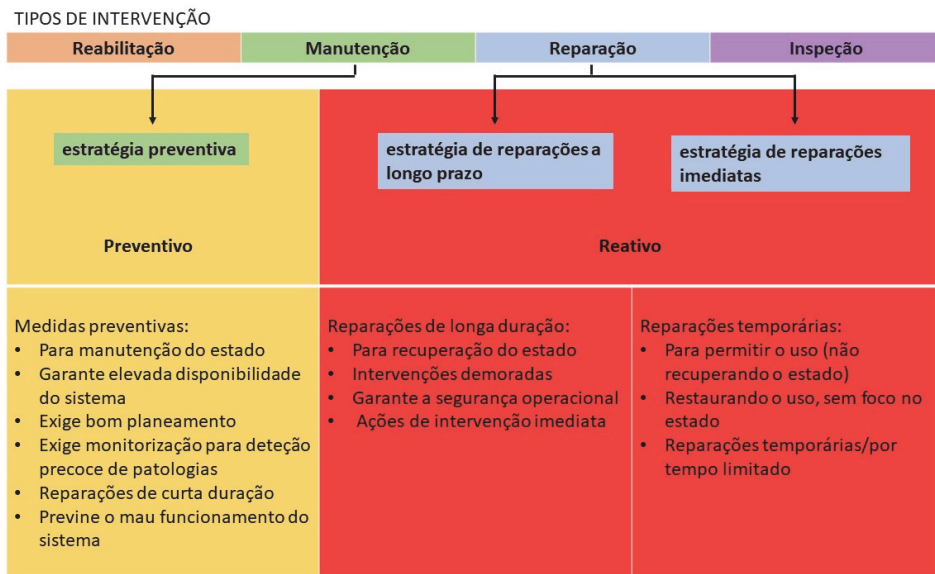 TIPOS DE INTERVENÇÃO
Reabilitação
Manutenção
Reparação
Inspeção
estratégia preventiva
estratégia de reparações a
longo prazo
estratégia de reparações
imediatas
Preventivo
Reativo
Medidas preventivas:
• Para manutenção do estado
• Garante elevada disponibilidade
do sistema
• Exige bom planeamento
• Exige monitorização para deteção
precoce de patologias
• Reparações de curta duração
• Previne o mau funcionamento do
sistema
Reparações de longa duração:
• Para recuperação do estado
• Intervenções demoradas
• Garante a segurança operacional
• Ações de intervenção imediata
Reparações temporárias:
• Para permitir o uso (não
recuperando o estado)
• Restaurando o uso, sem foco no
estado
• Reparações temporárias/por
tempo limitado